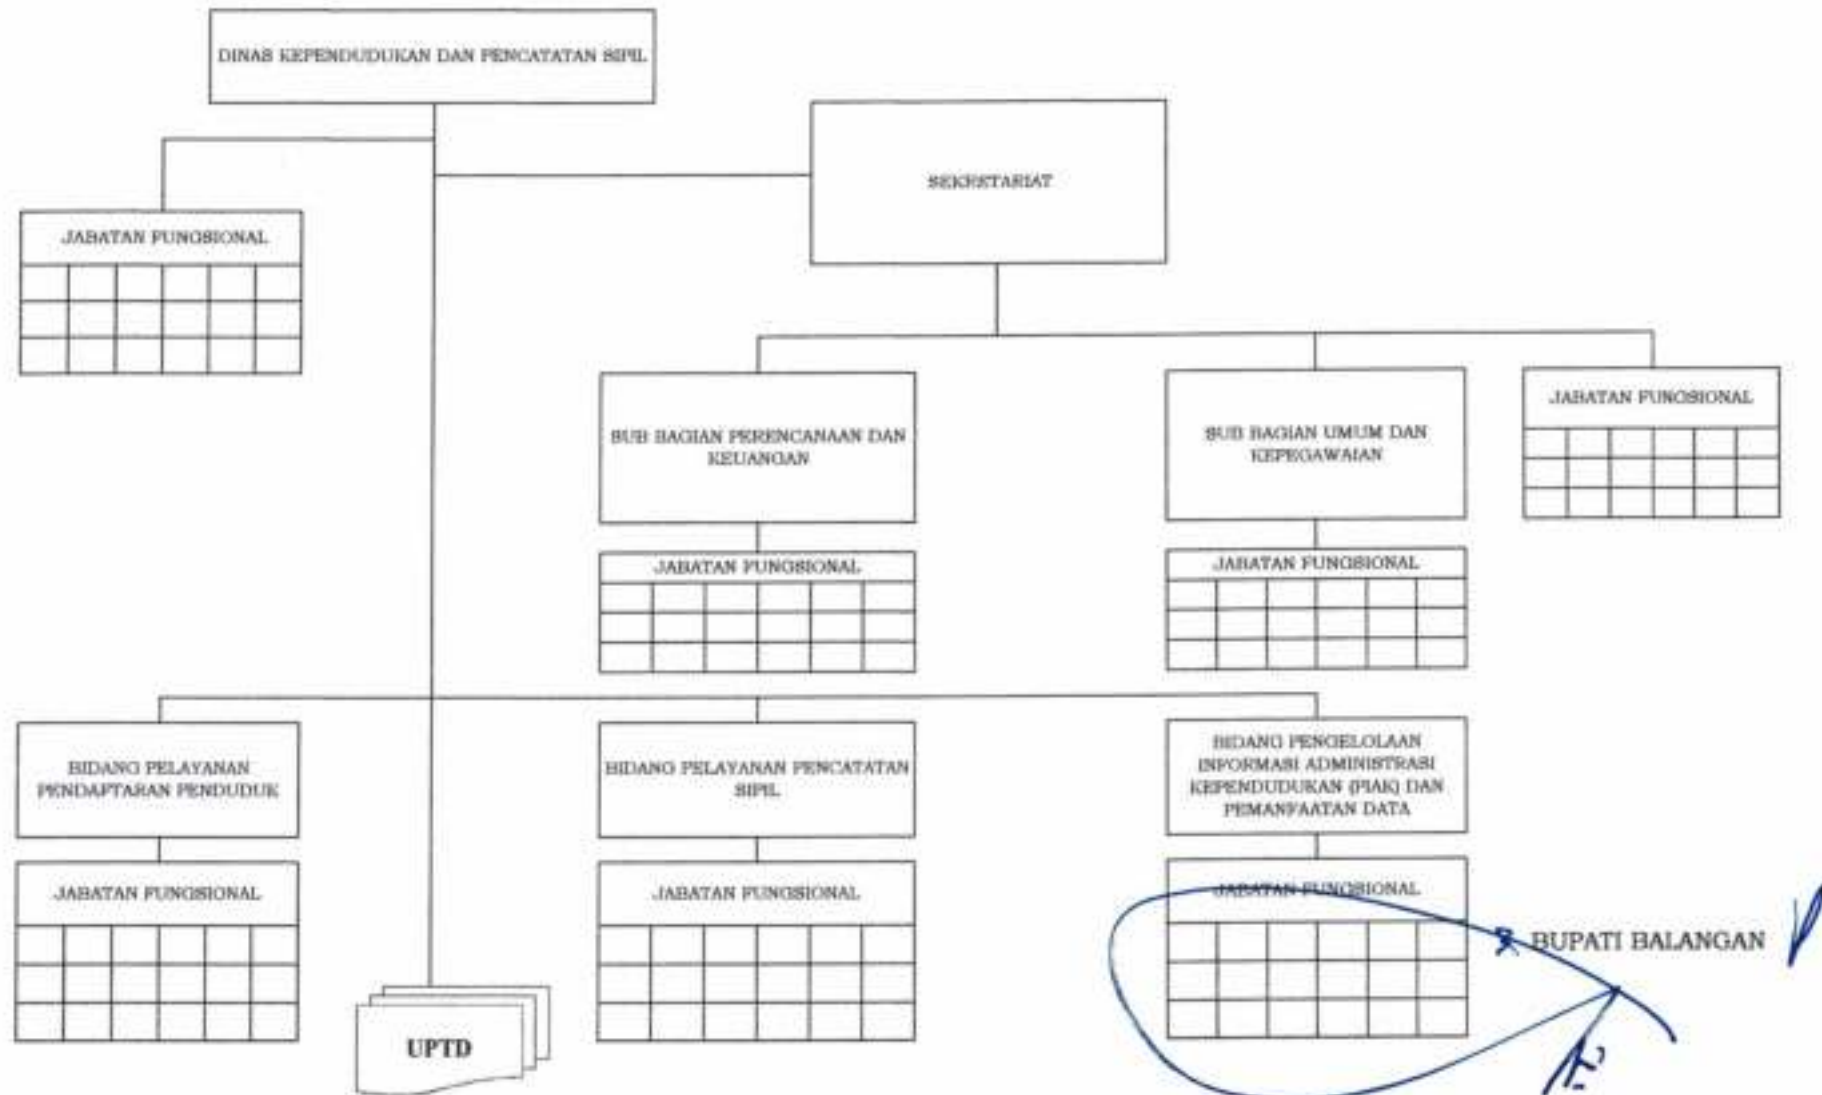 DINAS KEPENDUDUKAN DAN PENCATATAN SIPIL
SEKRETARIAT
JABATAN FUNGSIONAL
SUB BAGIAN PERENCANAAN DAN
KEUANGAN
SUB BAGIAN UMUM DAN
KEPEGAWAIAN
JABATAN FUNGSIONAL
JABATAN FUNGSIONAL
JABATAN FUNGSIONAL
BIDANG PELAYANAN
PENDAFTARAN PENDUDUK
BIDANG PELAYANAN PENCATATAN
SIPIL
BIDANG PENGELOLAAN
INFORMASI ADMINISTRASI
KEPENDUDUKAN (PIAK) DAN
PEMANFAATAN DATA
JABATAN FUNGSIONAL
JABATAN FUNGSIONAL
JABATAN FUNGSIONAL
BUPATI BALANGAN
UPTD